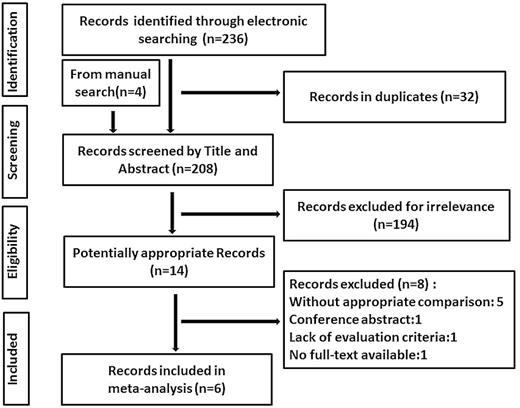 Identification
Records identified through electronic
searching (n=236)
From manual
search(n=4)
Records in duplicates (n=32)
Screening
Records screened by Title and
Abstract (n=208)
Records excluded for irrelevance
(n=194)
Eligibility
Potentially appropriate Records
(n=14)
Records excluded (n=8) :
Without appropriate comparison: 5
Conference abstract:1
Lack of evaluation criteria:1
No full-text available:1
Included
Records included in
meta-analysis (n=6)